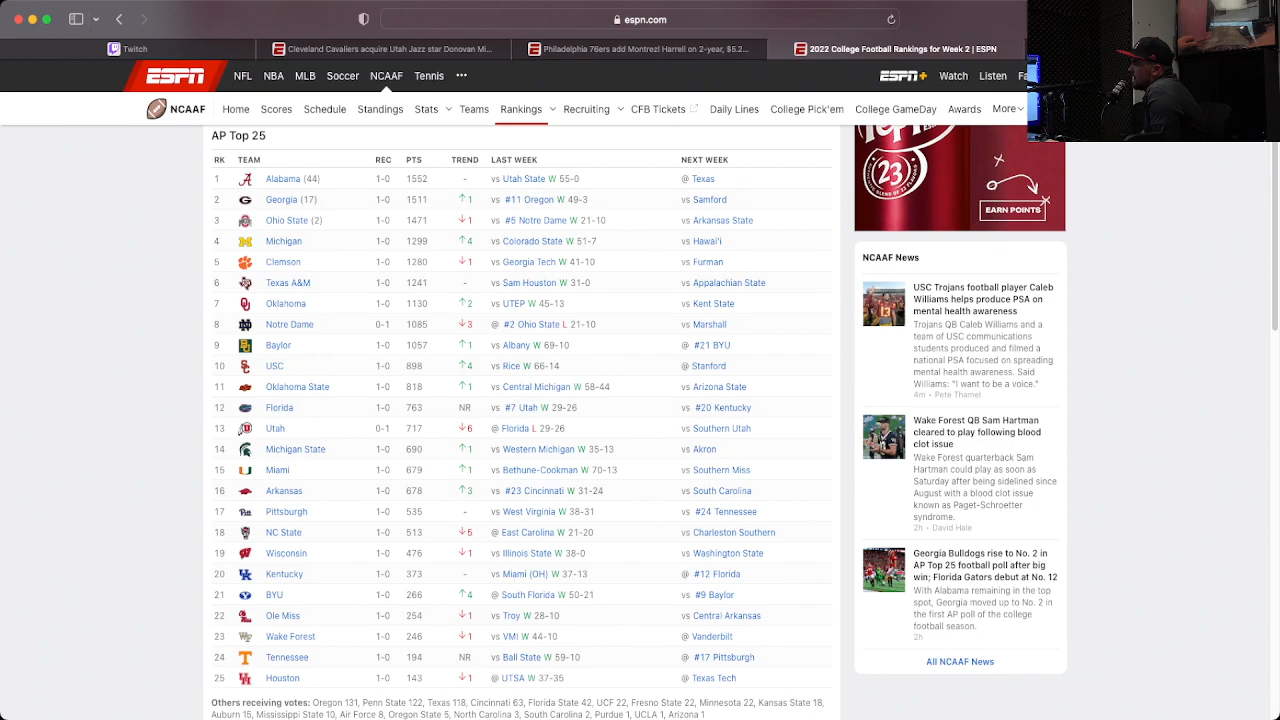 espn.com
Twitch
Cleveland Cavaliers acquire Utah Jazz star Donovan Mi...
Philadelphia 76ers add Montrezl Harrell on 2-year, $5.2...
2022 College Football Rankings for Week 2 | ESPN
ESPN NFL NBA MLB Soccer NCAAF Tennis ••• ESPN+ Watch Listen
NCAAF Home Scores Schedule Standings Stats Teams Rankings Recruiting CFB Tickets Daily Lines College Pick'em College GameDay Awards More
AP Top 25
RK TEAM REC PTS TREND LAST WEEK NEXT WEEK
1 Alabama (44) 1-0 1552 - vs Utah State W 55-0 @ Texas
2 Georgia (17) 1-0 1511 ↑1 vs #11 Oregon W 49-3 vs Samford
3 Ohio State (2) 1-0 1471 ↓1 vs #5 Notre Dame W 21-10 vs Arkansas State
4 Michigan 1-0 1299 ↑4 vs Colorado State W 51-7 vs Hawai'i
5 Clemson 1-0 1280 ↓1 vs Georgia Tech W 41-10 vs Furman
6 Texas A&M 1-0 1241 - vs Sam Houston W 31-0 vs Appalachian State
7 Oklahoma 1-0 1130 ↑2 vs UTEP W 45-13 vs Kent State
8 Notre Dame 0-1 1085 ↓3 @ #2 Ohio State L 21-10 vs Marshall
9 Baylor 1-0 1057 ↑1 vs Albany W 69-10 @ #21 BYU
10 USC 1-0 898 ↑4 vs Rice W 66-14 @ Stanford
11 Oklahoma State 1-0 818 ↑1 vs Central Michigan W 58-44 vs Arizona State
12 Florida 1-0 763 NR vs #7 Utah W 29-26 vs #20 Kentucky
13 Utah 0-1 717 ↓6 @ Florida L 29-26 vs Southern Utah
14 Michigan State 1-0 690 ↑1 vs Western Michigan W 35-13 vs Akron
15 Miami 1-0 679 ↑1 vs Bethune-Cookman W 70-13 vs Southern Miss
16 Arkansas 1-0 678 ↑3 vs #23 Cincinnati W 31-24 vs South Carolina
17 Pittsburgh 1-0 535 - vs West Virginia W 38-31 vs #24 Tennessee
18 NC State 1-0 513 ↓5 @ East Carolina W 21-20 vs Charleston Southern
19 Wisconsin 1-0 476 ↓1 vs Illinois State W 38-0 vs Washington State
20 Kentucky 1-0 373 - vs Miami (OH) W 37-13 @ #12 Florida
21 BYU 1-0 266 ↑4 @ South Florida W 50-21 vs #9 Baylor
22 Ole Miss 1-0 254 ↓1 vs Troy W 28-10 vs Central Arkansas
23 Wake Forest 1-0 246 ↓1 vs VMI W 44-10 @ Vanderbilt
24 Tennessee 1-0 194 NR vs Ball State W 59-10 @ #17 Pittsburgh
25 Houston 1-0 143 ↓1 @ UTSA W 37-35 @ Texas Tech
Others receiving votes: Oregon 131, Penn State 122, Texas 118, Cincinnati 63, Florida State 42, UCF 22, Fresno State 22, Minnesota 22, Kansas State 18,
Auburn 15, Mississippi State 10, Air Force 8, Oregon State 5, North Carolina 3, South Carolina 2, Purdue 1, UCLA 1, Arizona 1
23
EARN POINTS
NCAAF News
USC Trojans football player Caleb
Williams helps produce PSA on
mental health awareness
Trojans QB Caleb Williams and a
team of USC communications
students produced and filmed a
national PSA focused on spreading
mental health awareness. Said
Williams: "I want to be a voice."
4m • Pete Thamel
Wake Forest QB Sam Hartman
cleared to play following blood
clot issue
Wake Forest quarterback Sam
Hartman could play as soon as
Saturday after being sidelined since
August with a blood clot issue
known as Paget-Schroetter
syndrome.
2h • David Hale
Georgia Bulldogs rise to No. 2 in
AP Top 25 football poll after big
win; Florida Gators debut at No. 12
With Alabama remaining in the top
spot, Georgia moved up to No. 2 in
the first AP poll of the college
football season.
2h
All NCAAF News